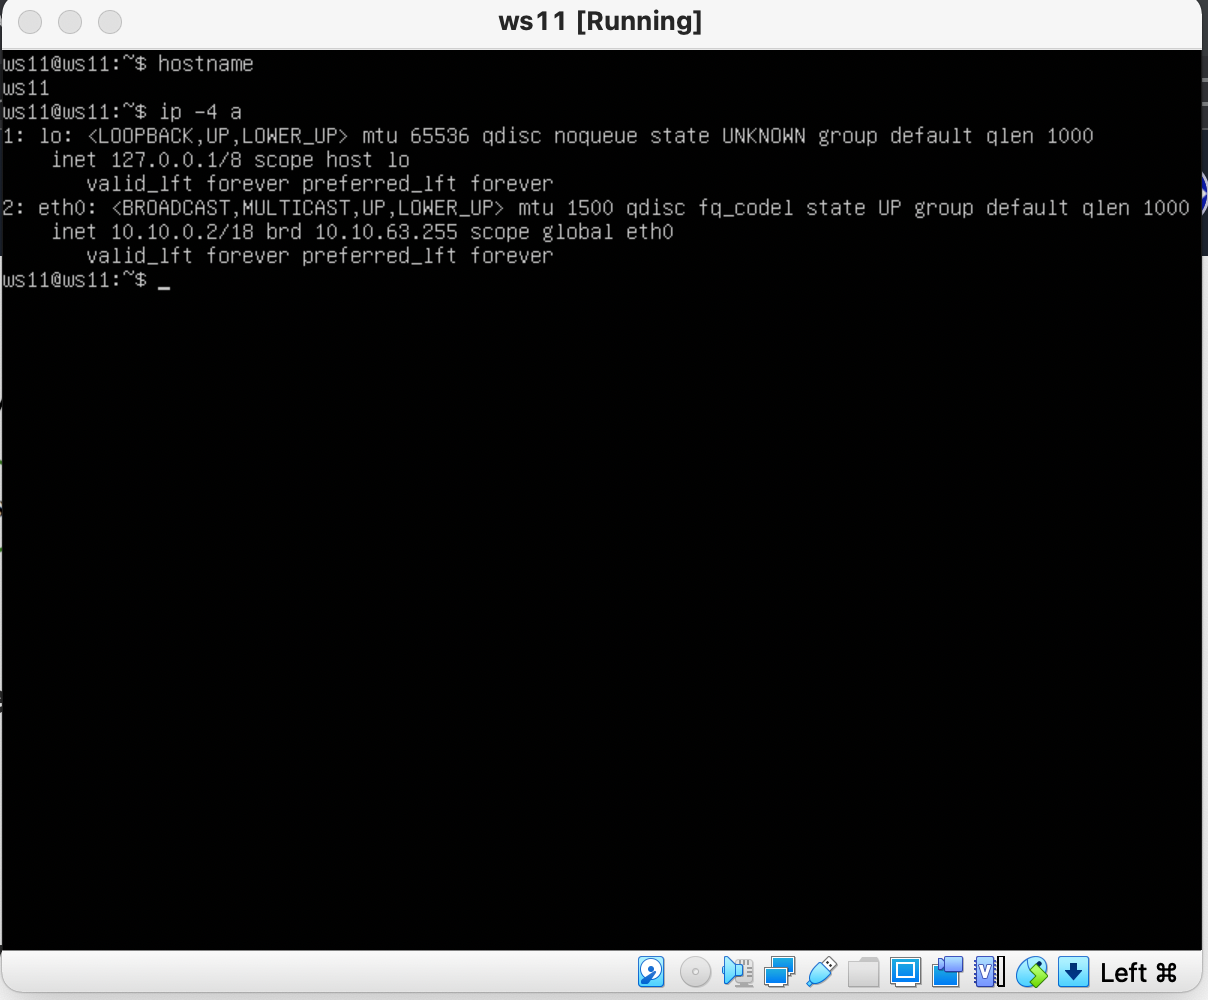 ws11 [Running]
ws11@ws11:~$ hostname
ws11
ws11@ws11:~$ ip -4 a
1: lo: <LOOPBACK,UP,LOWER_UP> mtu 65536 qdisc noqueue state UNKNOWN group default qlen 1000
    inet 127.0.0.1/8 scope host lo
       valid_lft forever preferred_lft forever
2: eth0: <BROADCAST,MULTICAST,UP,LOWER_UP> mtu 1500 qdisc fq_codel state UP group default qlen 1000
    inet 10.10.0.2/18 brd 10.10.63.255 scope global eth0
       valid_lft forever preferred_lft forever
ws11@ws11:~$ _
Left ⌘